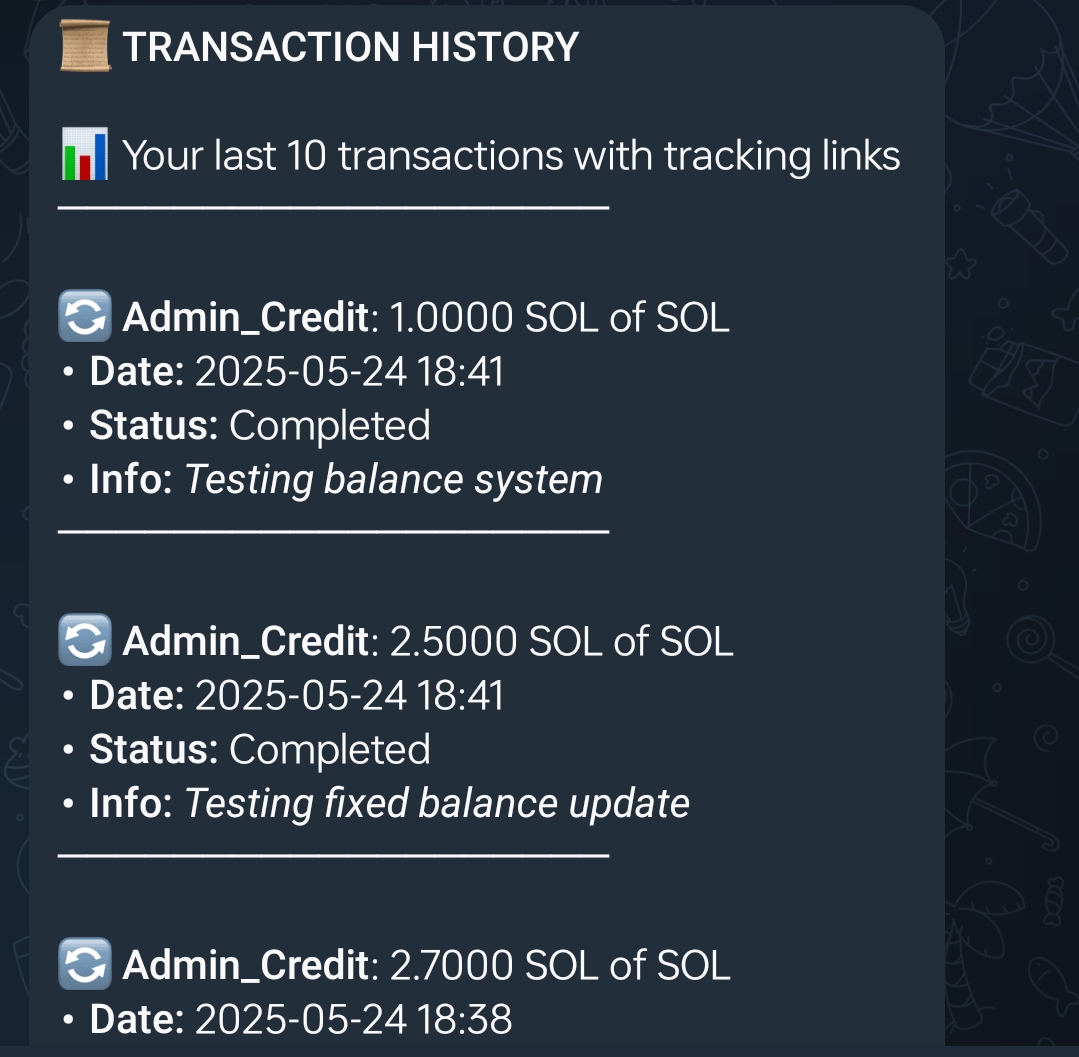 TRANSACTION HISTORY
Your last 10 transactions with tracking links
Admin_Credit: 1.0000 SOL of SOL
• Date: 2025-05-24 18:41
• Status: Completed
• Info: Testing balance system
Admin_Credit: 2.5000 SOL of SOL
• Date: 2025-05-24 18:41
• Status: Completed
• Info: Testing fixed balance update
Admin_Credit: 2.7000 SOL of SOL
• Date: 2025-05-24 18:38